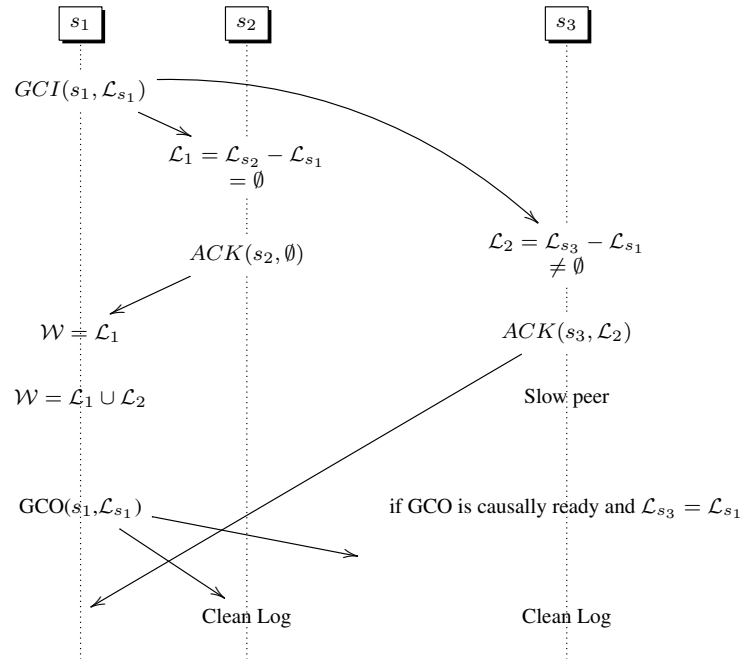 s₁ s₂ s₃
GCI(s₁, ℒₛ₁)
ℒ₁ = ℒₛ₂ − ℒₛ₁
= ∅
ℒ₂ = ℒₛ₃ − ℒₛ₁
≠ ∅
ACK(s₂, ∅)
𝒲 = ℒ₁
ACK(s₃, ℒ₂)
𝒲 = ℒ₁ ∪ ℒ₂
Slow peer
GCO(s₁,ℒₛ₁)
if GCO is causally ready and ℒₛ₃ = ℒₛ₁
Clean Log
Clean Log